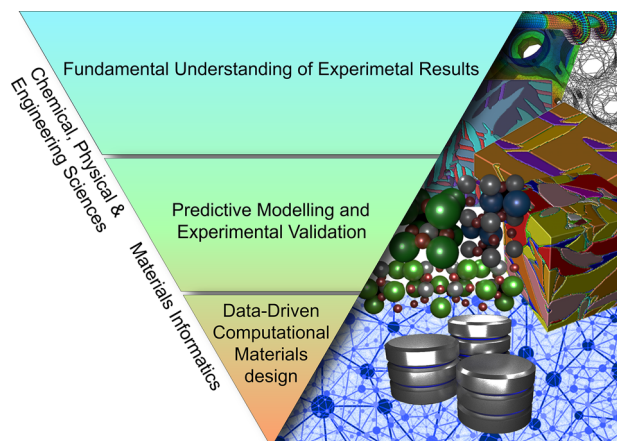 Fundamental Understanding of Experimetal Results
Chemical, Physical &
Engineering Sciences
Predictive Modelling and
Experimental Validation
Materials Informatics
Data-Driven
Computational
Materials
design